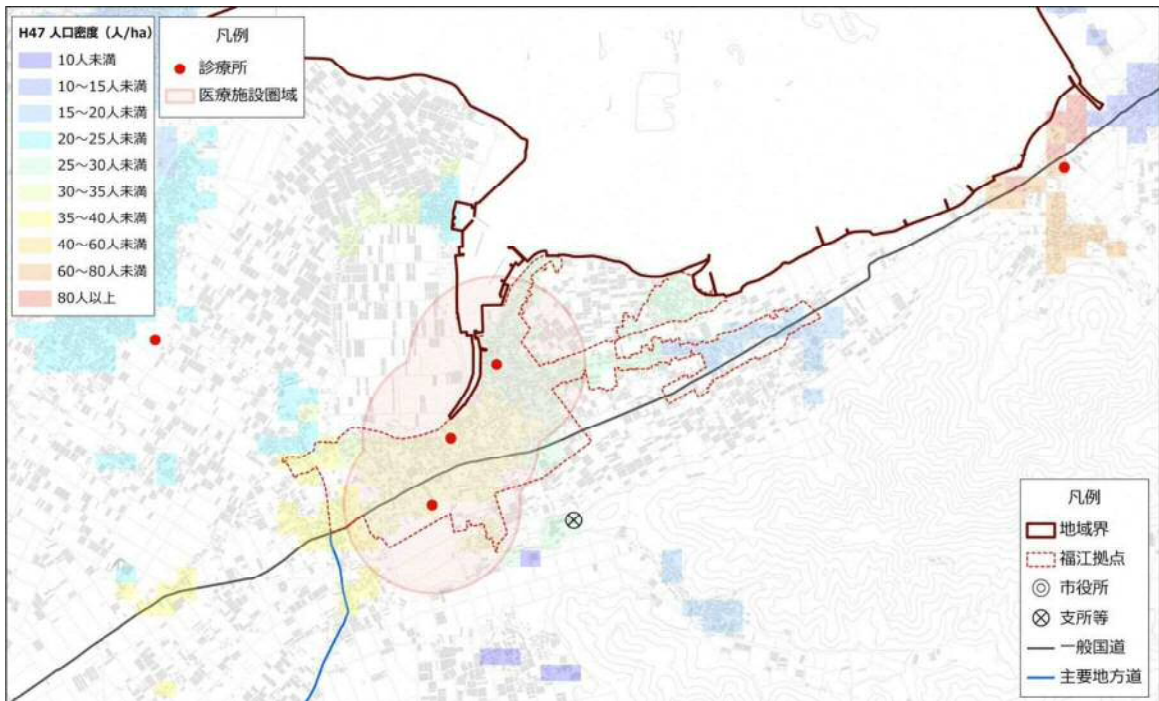 H47 人口密度（人/ha）
10人未満
10～15人未満
15～20人未満
20～25人未満
25～30人未満
30～35人未満
35～40人未満
40～60人未満
60～80人未満
80人以上
凡例
診療所
医療施設圏域
凡例
地域界
福江拠点
市役所
支所等
一般国道
主要地方道